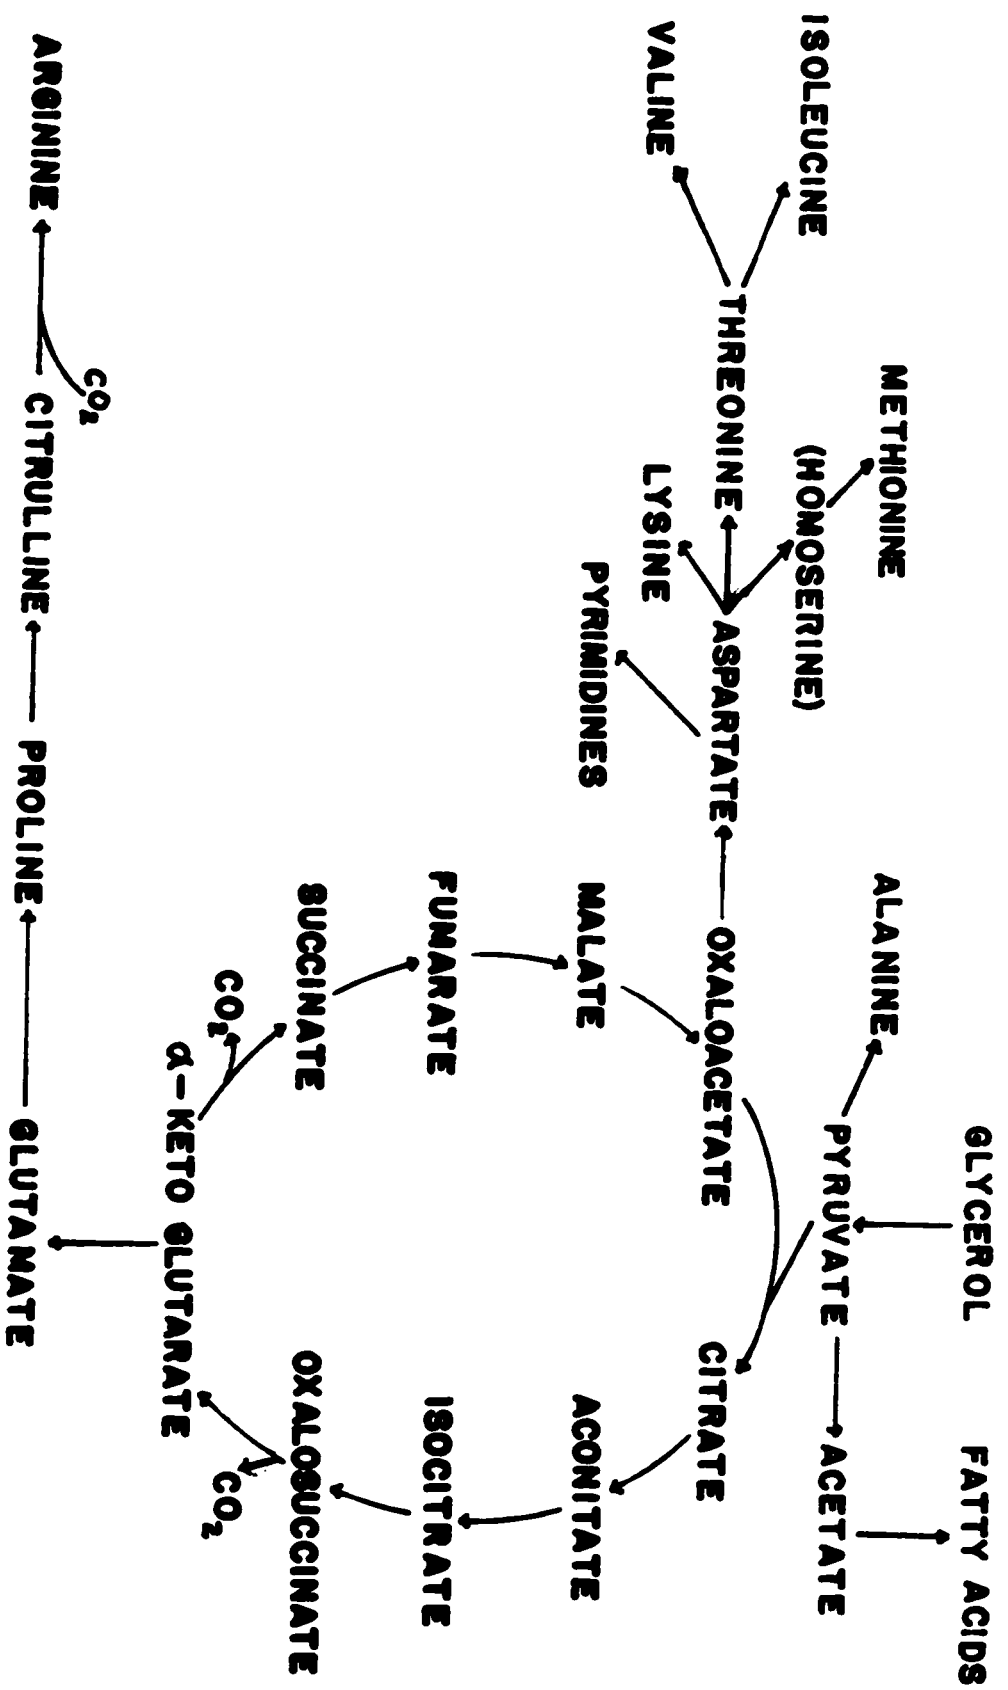 GLYCEROL
FATTY ACIDS
METHIONINE
ALANINE
ISOLEUCINE
(HOMOSERINE)
PYRUVATE
ACETATE
THREONINE
ASPARTATE
OXALOACETATE
CITRATE
VALINE
LYSINE
PYRIMIDINES
MALATE
ACONITATE
FUMARATE
ISOCITRATE
SUCCINATE
OXALOSUCCINATE
CO₂
CO₂
α-KETO GLUTARATE
CO₂
ARGININE
CITRULLINE
PROLINE
GLUTAMATE